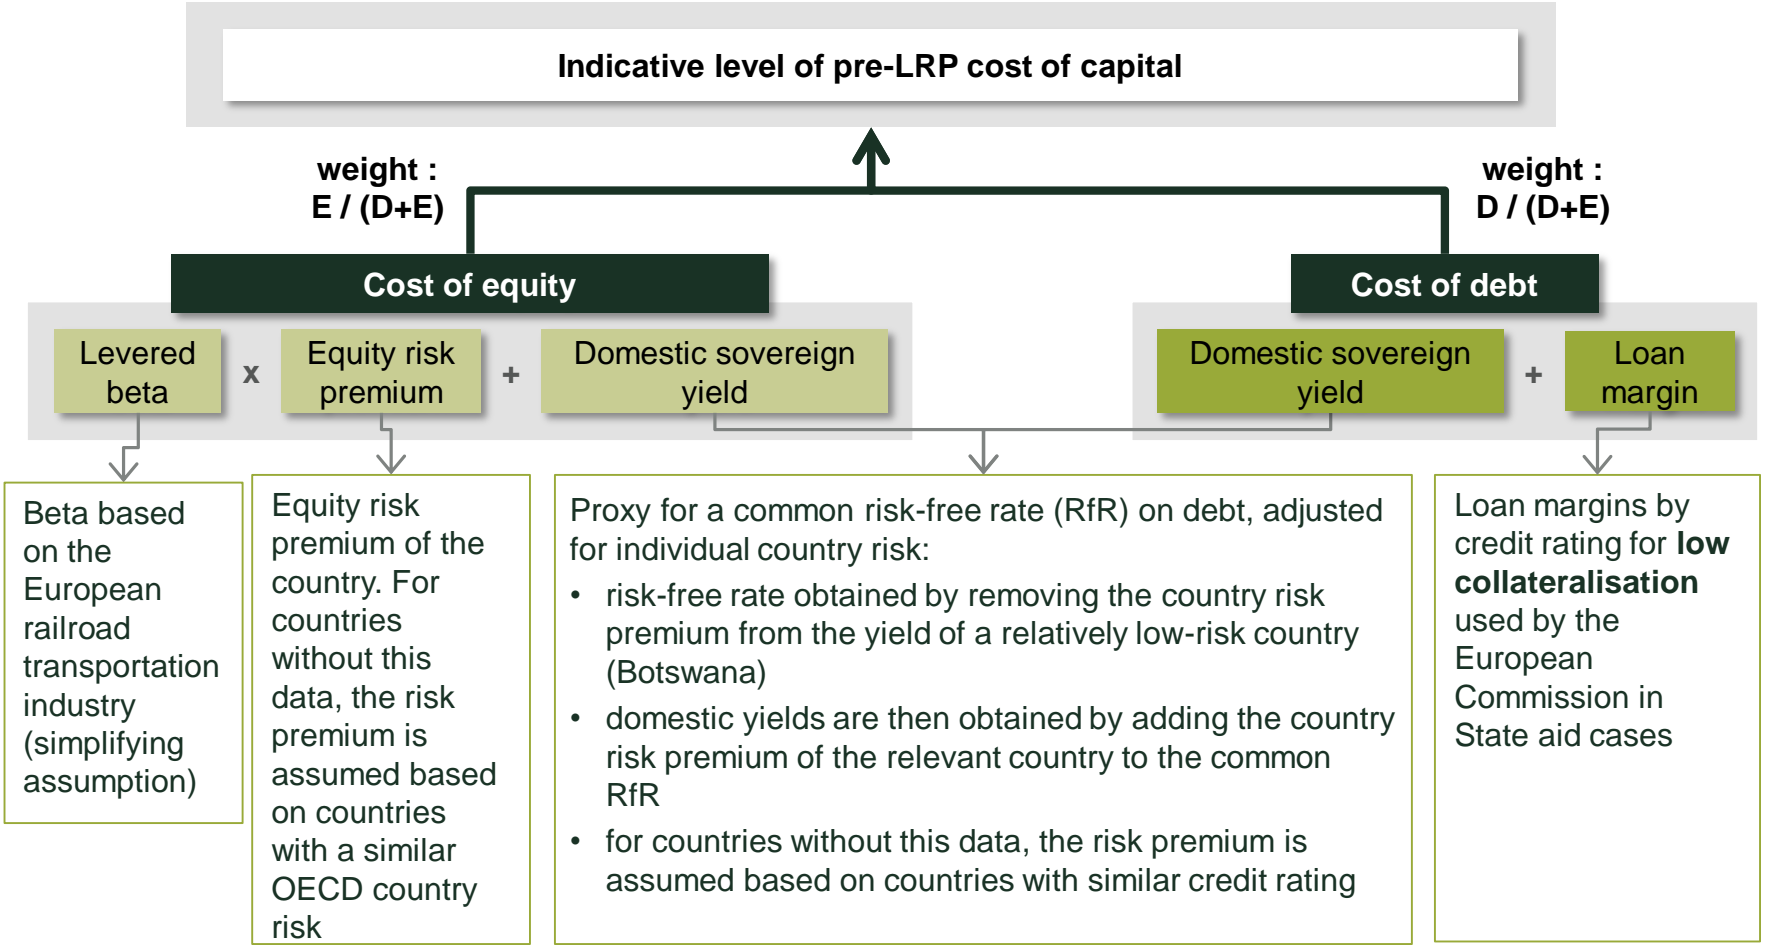 Indicative level of pre-LRP cost of capital
weight :
E / (D+E)
weight :
D / (D+E)
Cost of equity
Cost of debt
Levered
beta
x
Equity risk
premium
+
Domestic sovereign
yield
Domestic sovereign
yield
+
Loan
margin
Beta based
on the
European
railroad
transportation
industry
(simplifying
assumption)
Equity risk
premium of the
country. For
countries
without this
data, the risk
premium is
assumed based
on countries
with a similar
OECD country
risk
Proxy for a common risk-free rate (RfR) on debt, adjusted
for individual country risk:
• risk-free rate obtained by removing the country risk
premium from the yield of a relatively low-risk country
(Botswana)
• domestic yields are then obtained by adding the country
risk premium of the relevant country to the common
RfR
• for countries without this data, the risk premium is
assumed based on countries with similar credit rating
Loan margins by
credit rating for low
collateralisation
used by the
European
Commission in
State aid cases